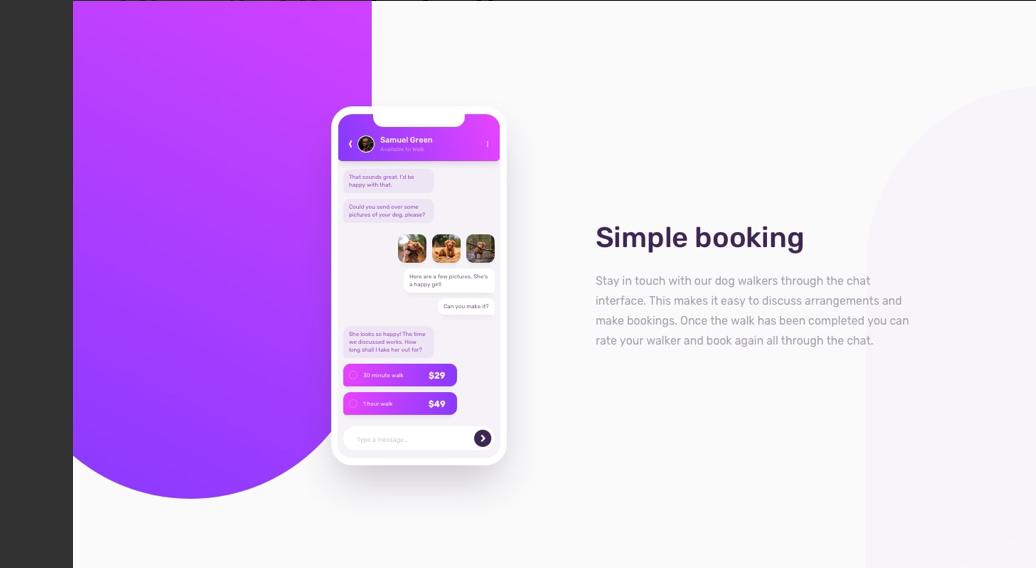 Samuel Green
Available to Walk
That sounds great. I'd be
happy with that.
Could you send over some
pictures of your dog, please?
Here are a few pictures. She's
a happy girl!
Can you make it?
She looks so happy! The time
we discussed works. How
long shall I take her out for?
30 minute walk $29
1 hour walk $49
Type a message...
Simple booking
Stay in touch with our dog walkers through the chat
interface. This makes it easy to discuss arrangements and
make bookings. Once the walk has been completed you can
rate your walker and book again all through the chat.